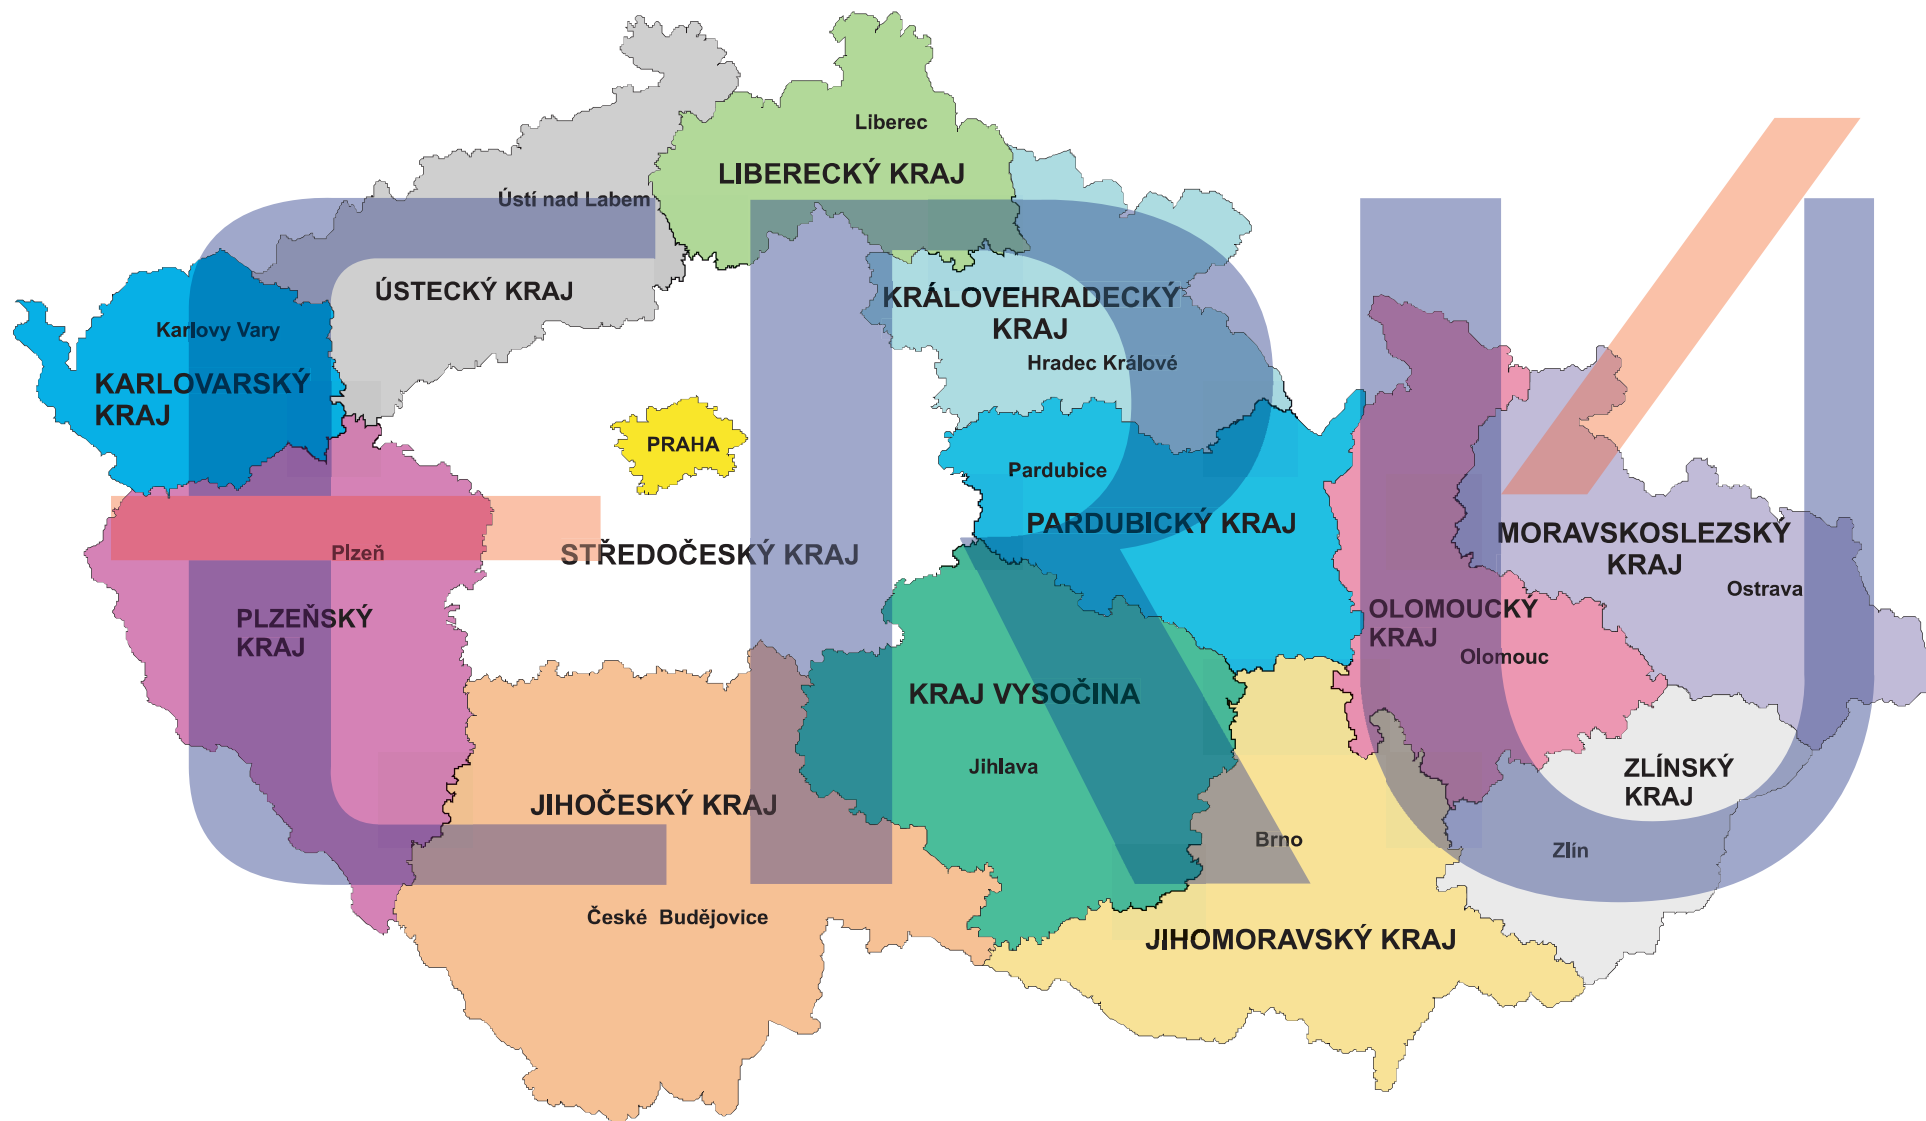 Liberec
LIBERECKÝ KRAJ
Ústí nad Labem
ÚSTECKÝ KRAJ
KRÁLOVEHRADECKÝ
KRAJ
Hradec Králové
Karlovy Vary
KARLOVARSKÝ
KRAJ
PRAHA
Pardubice
PARDUBICKÝ KRAJ
MORAVSKOSLEZSKÝ
KRAJ
Ostrava
Plzeň
STŘEDOČESKÝ KRAJ
PLZEŇSKÝ
KRAJ
OLOMOUCKÝ
KRAJ
Olomouc
KRAJ VYSOČINA
Jihlava
ZLÍNSKÝ
KRAJ
JIHOČESKÝ KRAJ
Brno
Zlín
České  Budějovice
JIHOMORAVSKÝ KRAJ